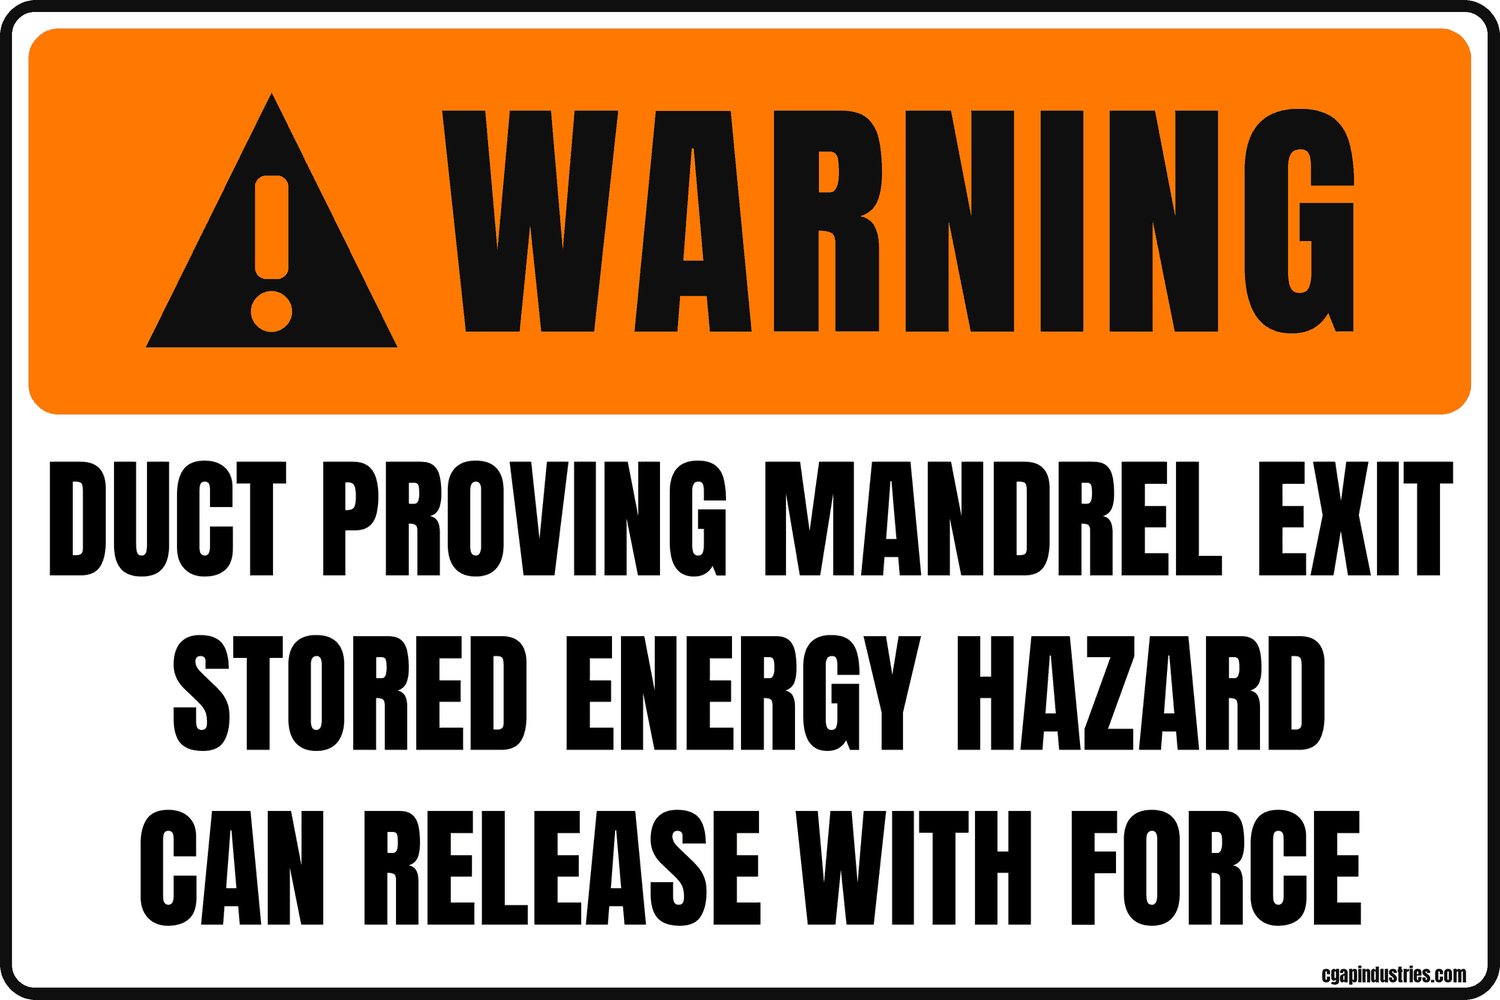 WARNING
DUCT PROVING MANDREL EXIT
STORED ENERGY HAZARD
CAN RELEASE WITH FORCE
cgapindustries.com